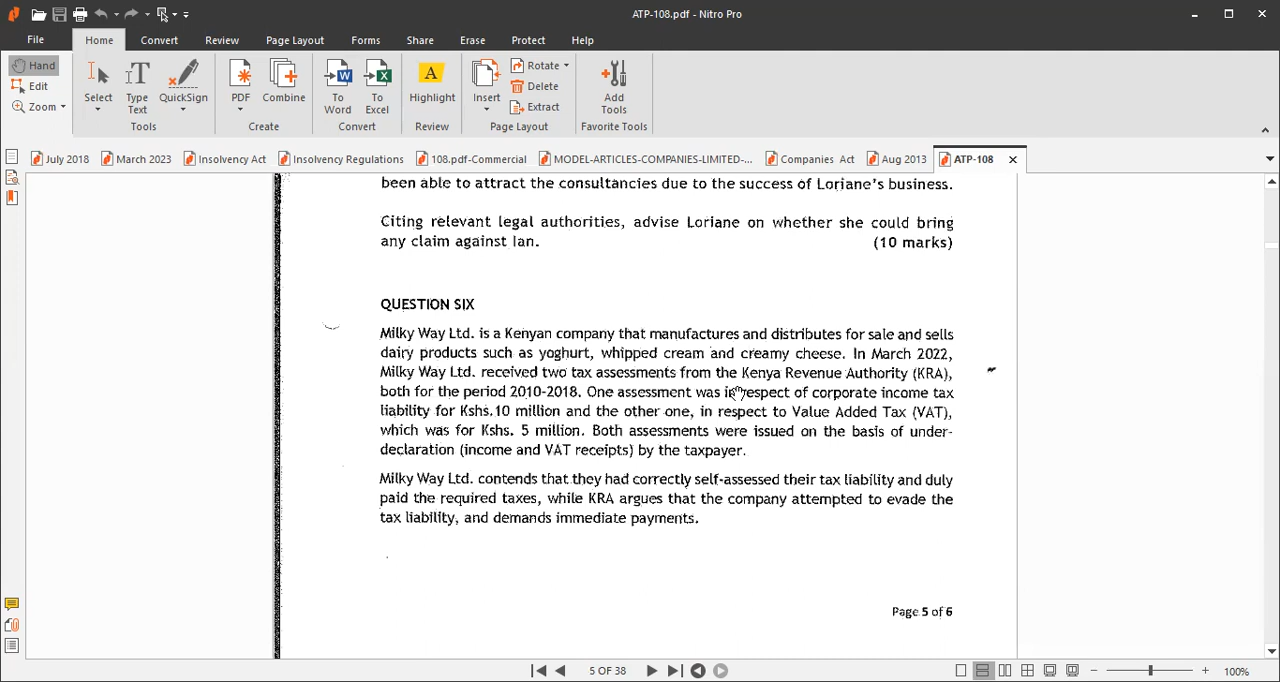 ATP-108.pdf - Nitro Pro
File Home Convert Review Page Layout Forms Share Erase Protect Help
Hand
Edit
Zoom
Select
Type Text
QuickSign
Tools
PDF
Combine
Create
To Word
To Excel
Convert
A
Highlight
Review
Insert
Rotate
Delete
Extract
Page Layout
Add Tools
Favorite Tools
July 2018 March 2023 Insolvency Act Insolvency Regulations 108.pdf-Commercial MODEL-ARTICLES-COMPANIES-LIMITED-... Companies Act Aug 2013 ATP-108
been able to attract the consultancies due to the success of Loriane's business.
Citing relevant legal authorities, advise Loriane on whether she could bring
any claim against Ian. (10 marks)
QUESTION SIX
Milky Way Ltd. is a Kenyan company that manufactures and distributes for sale and sells
dairy products such as yoghurt, whipped cream and creamy cheese. In March 2022,
Milky Way Ltd. received two tax assessments from the Kenya Revenue Authority (KRA),
both for the period 2010-2018. One assessment was in respect of corporate income tax
liability for Kshs.10 million and the other one, in respect to Value Added Tax (VAT),
which was for Kshs. 5 million. Both assessments were issued on the basis of under-
declaration (income and VAT receipts) by the taxpayer.
Milky Way Ltd. contends that they had correctly self-assessed their tax liability and duly
paid the required taxes, while KRA argues that the company attempted to evade the
tax liability, and demands immediate payments.
Page 5 of 6
5 OF 38
100%